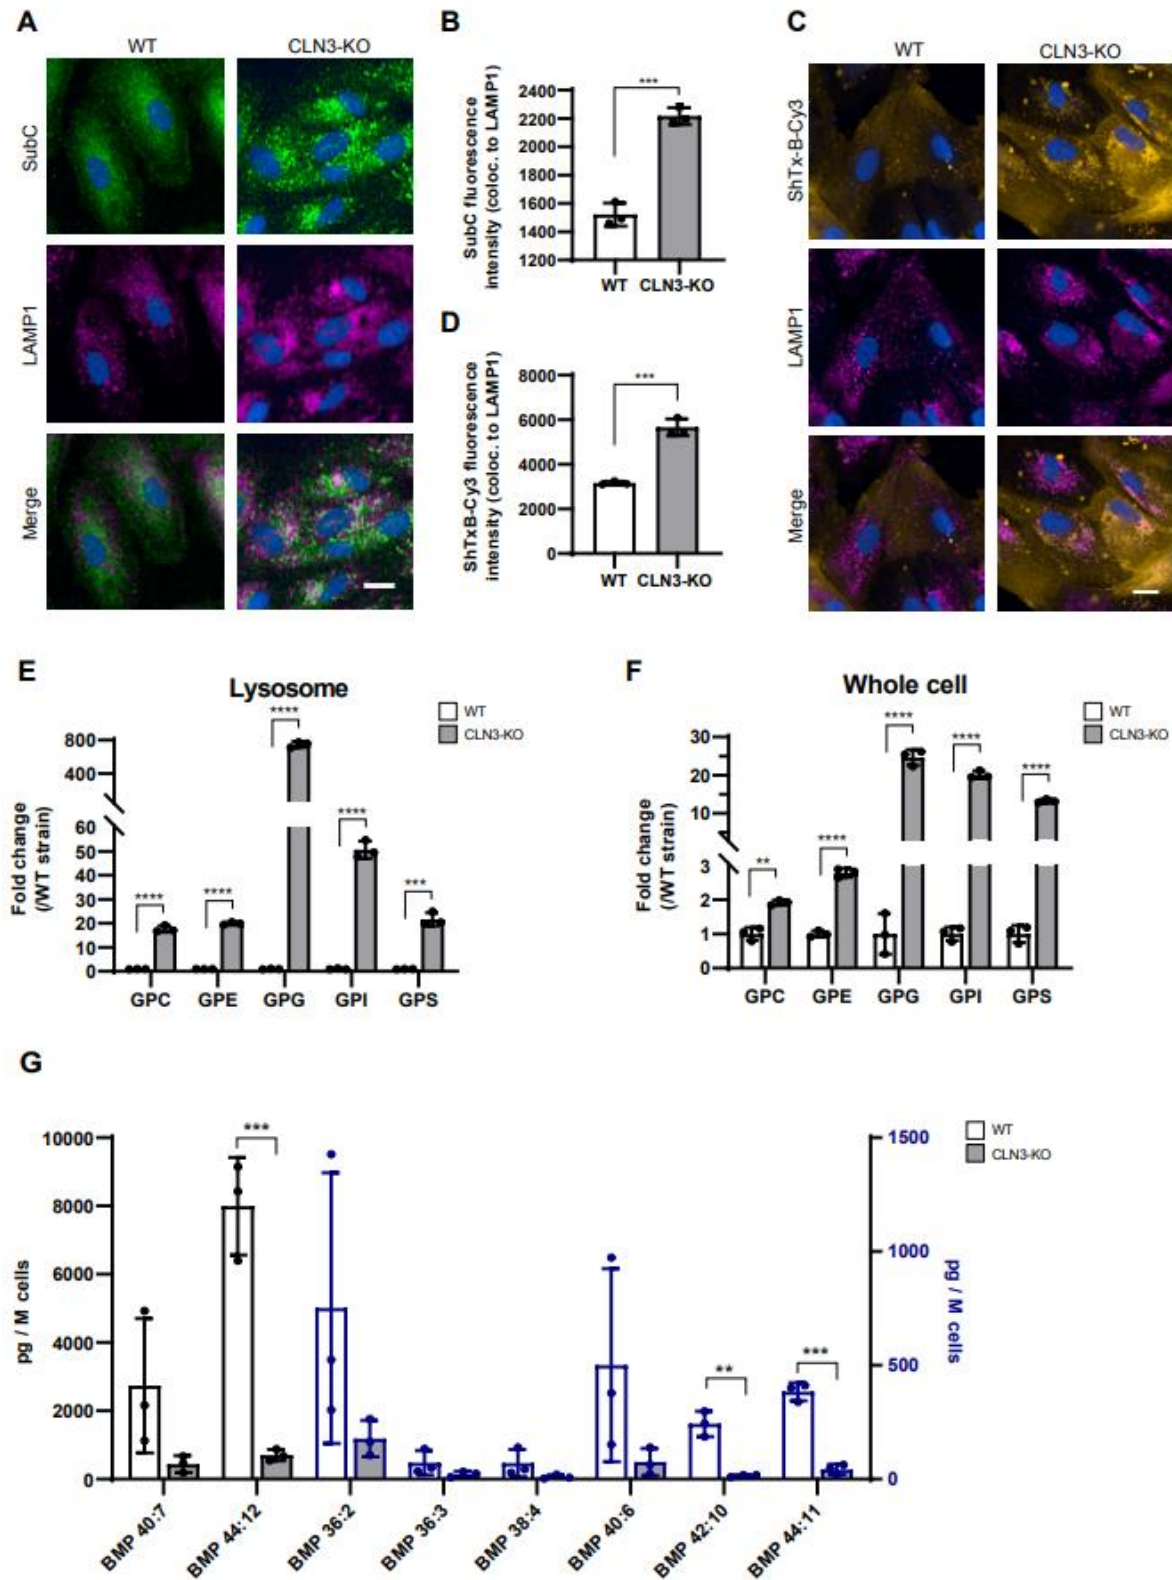 A
WT
CLN3-KO
SubC
LAMP1
Merge
B
SubC fluorescence
intensity (coloc. to LAMP1)
2400
2200
2000
1800
1600
1400
1200
***
WT
CLN3-KO
C
WT
CLN3-KO
ShTx-B-Cy3
LAMP1
Merge
D
ShTxB-Cy3 fluorescence
intensity (coloc. to LAMP1)
8000
6000
4000
2000
0
***
WT
CLN3-KO
E
Lysosome
WT
CLN3-KO
Fold change
(/WT strain)
800
400
60
50
40
30
20
10
0
****
****
****
****
***
GPC
GPE
GPG
GPI
GPS
F
Whole cell
WT
CLN3-KO
Fold change
(/WT strain)
30
20
10
3
2
1
0
**
****
****
****
****
GPC
GPE
GPG
GPI
GPS
G
WT
CLN3-KO
pg / M cells
10000
8000
6000
4000
2000
0
***
**
***
1500
1000
500
0
pg / M cells
BMP 40:7
BMP 44:12
BMP 36:2
BMP 36:3
BMP 38:4
BMP 40:6
BMP 42:10
BMP 44:11